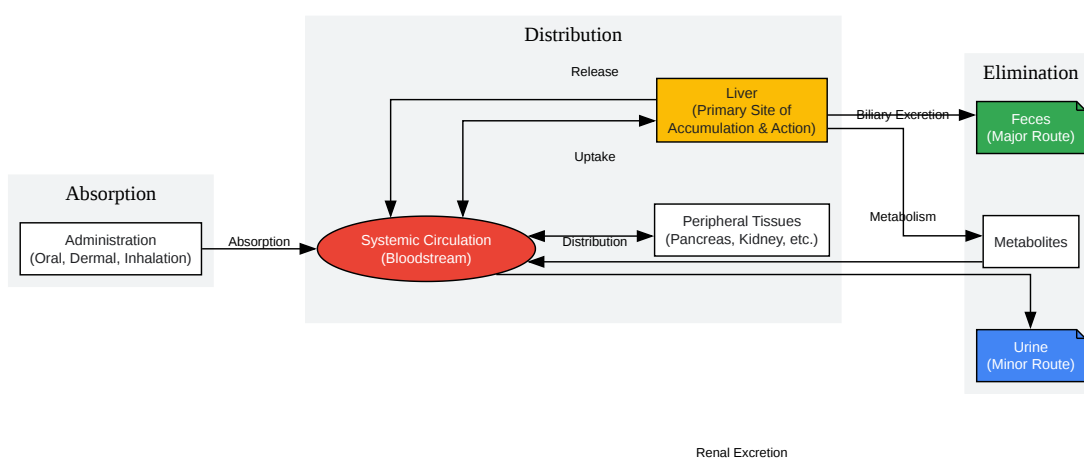 Distribution
Elimination
Absorption
Release
Liver
(Primary Site of
Accumulation & Action)
Biliary Excretion
Feces
(Major Route)
Uptake
Administration
(Oral, Dermal, Inhalation)
Absorption
Systemic Circulation
(Bloodstream)
Distribution
Peripheral Tissues
(Pancreas, Kidney, etc.)
Metabolism
Metabolites
Urine
(Minor Route)
Renal Excretion